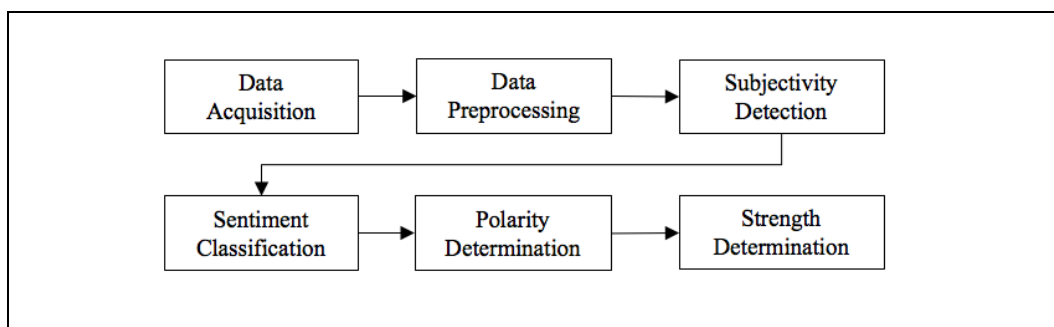 Data
Acquisition
Data
Preprocessing
Subjectivity
Detection
Sentiment
Classification
Polarity
Determination
Strength
Determination